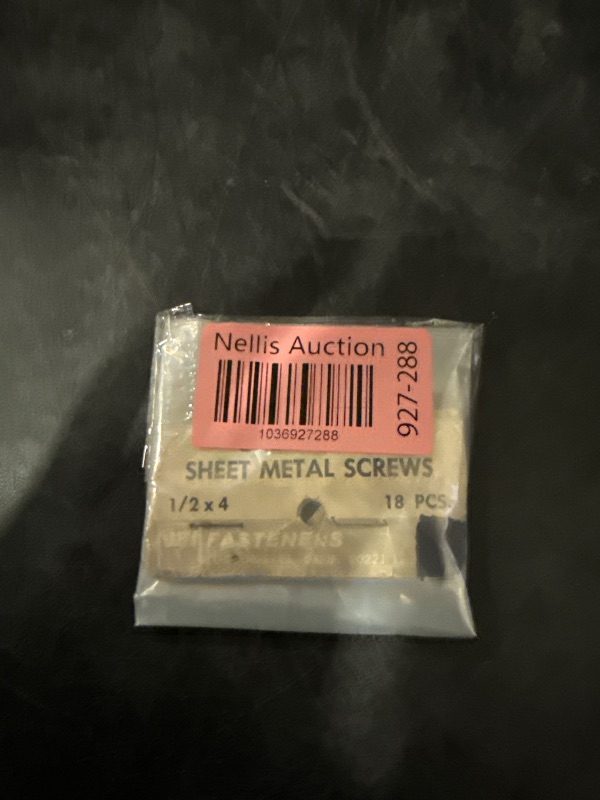 Nellis Auction
927-288
1036927288
SHEET METAL SCREWS
1/2 x 4 18 PCS.
FASTENERS